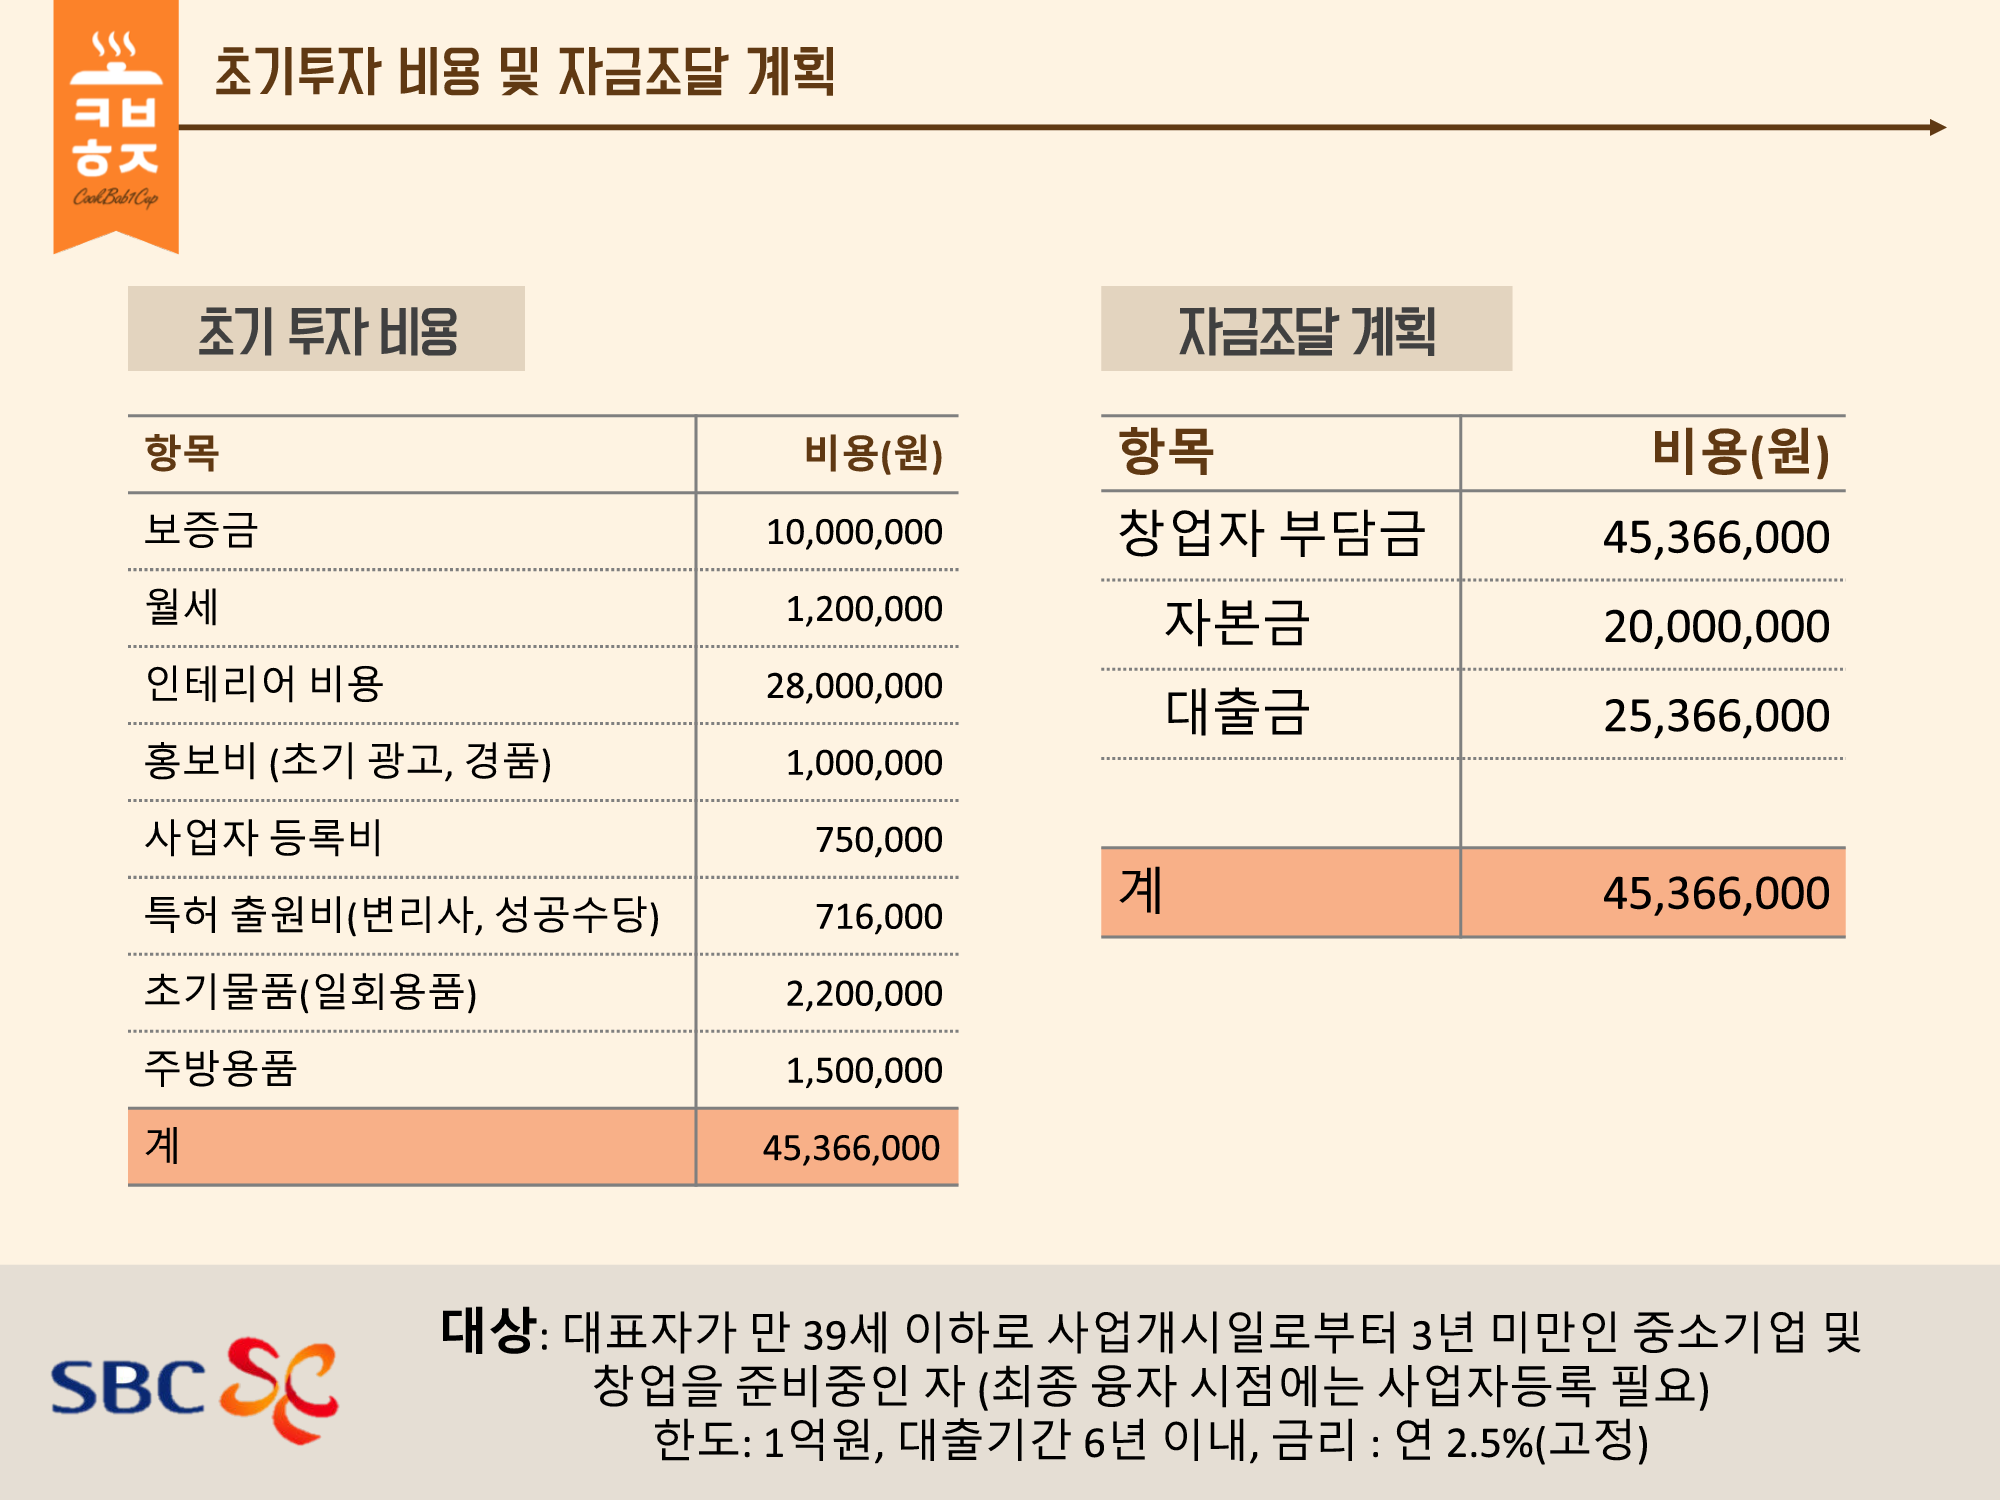 ㅋㅂ
ㅎㅈ
CookBab1Cup
초기투자 비용 및 자금조달 계획
초기 투자 비용
항목 비용(원)
보증금 10,000,000
월세 1,200,000
인테리어 비용 28,000,000
홍보비 (초기 광고, 경품) 1,000,000
사업자 등록비 750,000
특허 출원비(변리사, 성공수당) 716,000
초기물품(일회용품) 2,200,000
주방용품 1,500,000
계 45,366,000
자금조달 계획
항목 비용(원)
창업자 부담금 45,366,000
자본금 20,000,000
대출금 25,366,000
계 45,366,000
SBC
대상: 대표자가 만 39세 이하로 사업개시일로부터 3년 미만인 중소기업 및
창업을 준비중인 자 (최종 융자 시점에는 사업자등록 필요)
한도: 1억원, 대출기간 6년 이내, 금리 : 연 2.5%(고정)